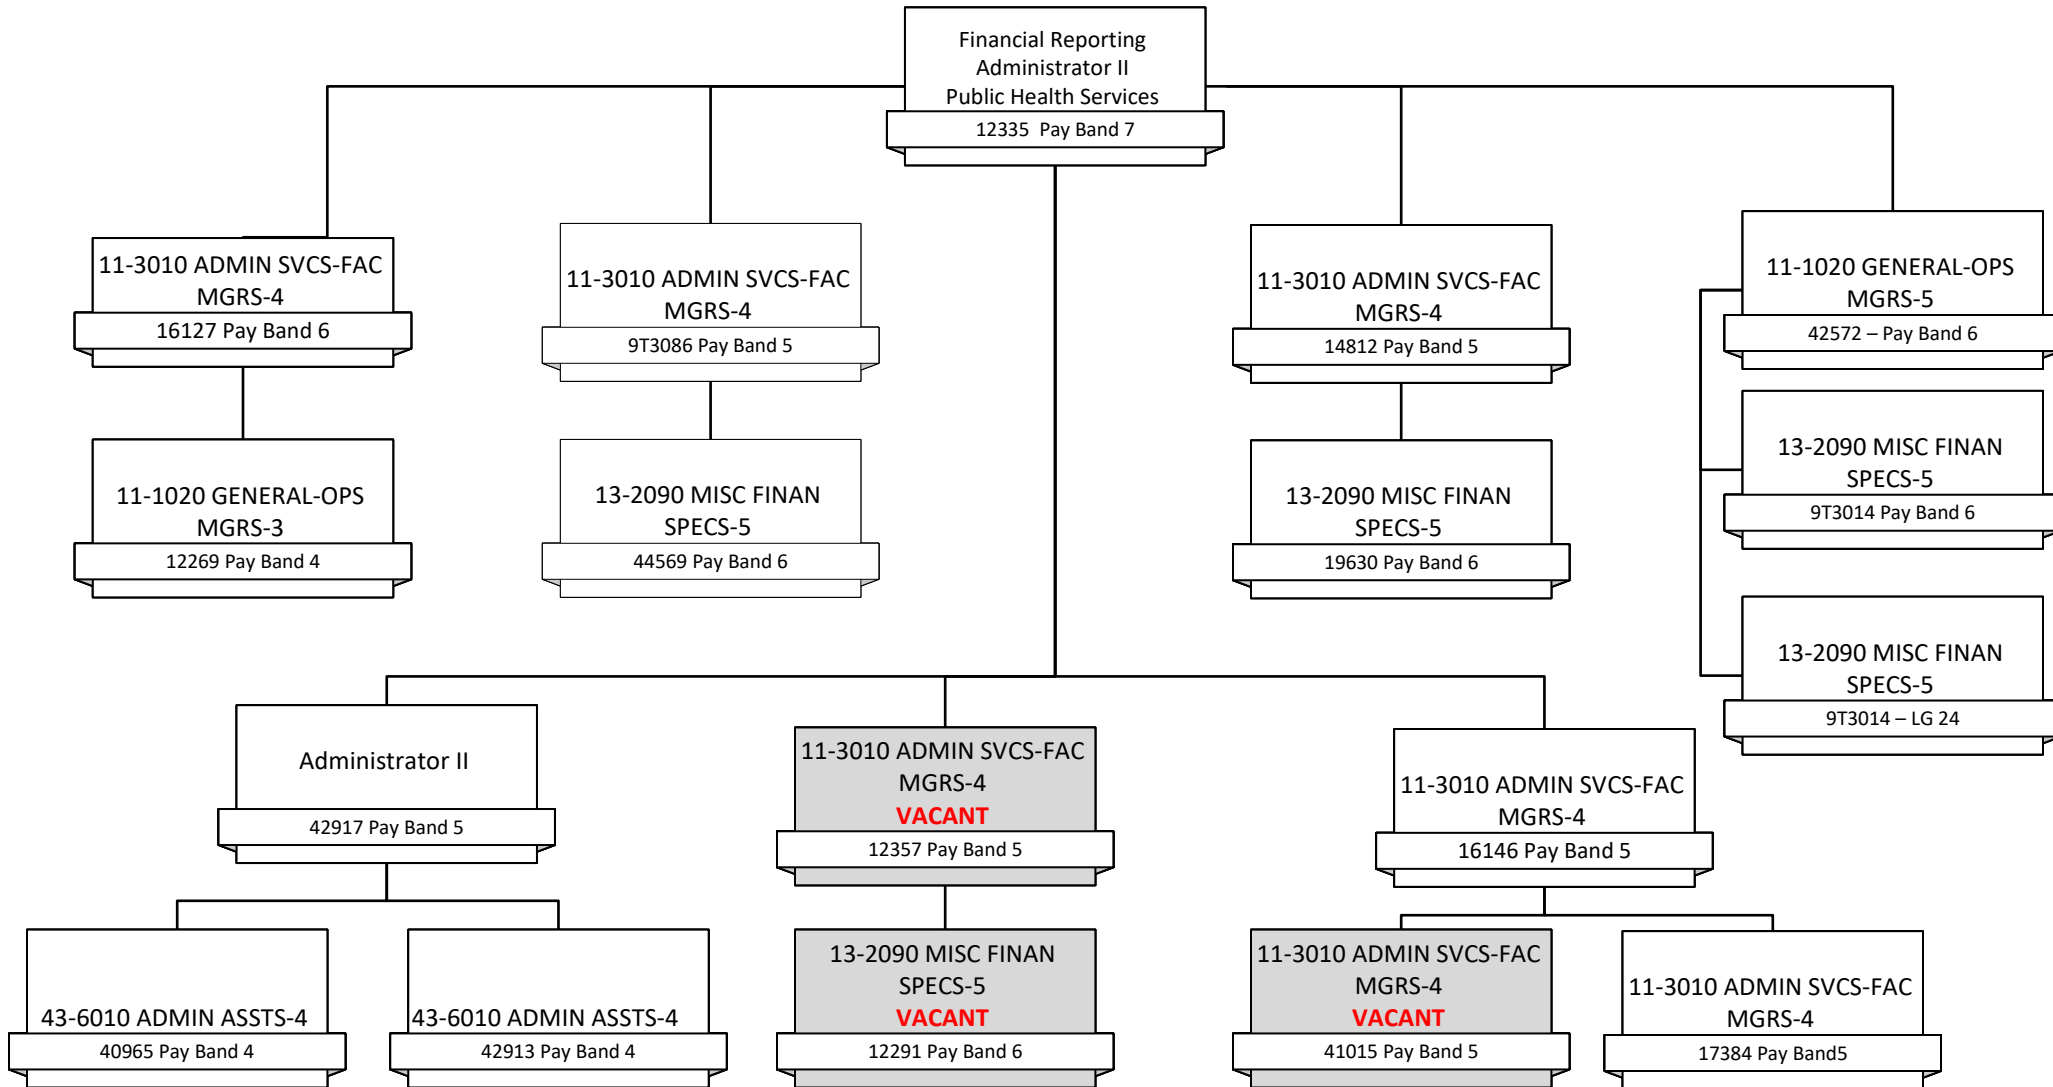 Financial Reporting
Administrator II
Public Health Services
12335  Pay Band 7
11-3010 ADMIN SVCS-FAC
MGRS-4
16127 Pay Band 6
11-3010 ADMIN SVCS-FAC
MGRS-4
9T3086 Pay Band 5
11-3010 ADMIN SVCS-FAC
MGRS-4
14812 Pay Band 5
11-1020 GENERAL-OPS
MGRS-5
42572 – Pay Band 6
11-1020 GENERAL-OPS
MGRS-3
12269 Pay Band 4
13-2090 MISC FINAN
SPECS-5
44569 Pay Band 6
13-2090 MISC FINAN
SPECS-5
19630 Pay Band 6
13-2090 MISC FINAN
SPECS-5
9T3014 Pay Band 6
13-2090 MISC FINAN
SPECS-5
9T3014 – LG 24
Administrator II
42917 Pay Band 5
11-3010 ADMIN SVCS-FAC
MGRS-4
VACANT
12357 Pay Band 5
11-3010 ADMIN SVCS-FAC
MGRS-4
16146 Pay Band 5
43-6010 ADMIN ASSTS-4
40965 Pay Band 4
43-6010 ADMIN ASSTS-4
42913 Pay Band 4
13-2090 MISC FINAN
SPECS-5
VACANT
12291 Pay Band 6
11-3010 ADMIN SVCS-FAC
MGRS-4
VACANT
41015 Pay Band 5
11-3010 ADMIN SVCS-FAC
MGRS-4
17384 Pay Band5